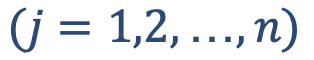 (j = 1,2, …, n)